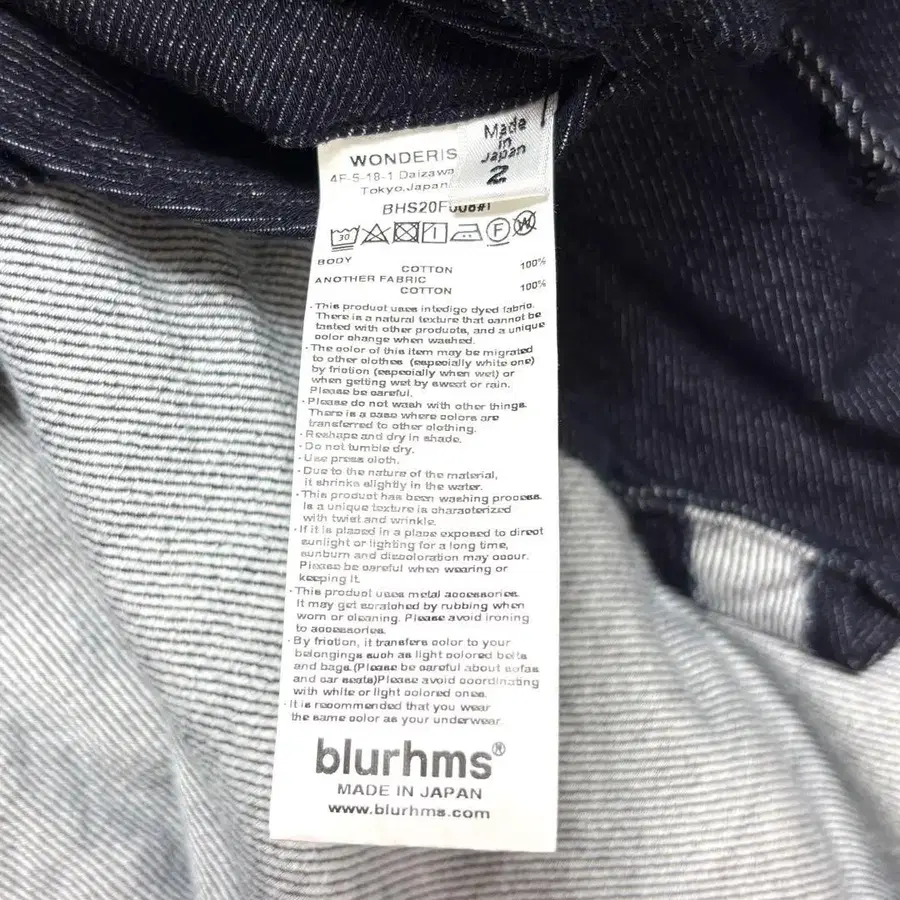 WONDERIS
4F-5-18-1 Daizawa
Tokyo,Japan
Made
in
Japan
2
BHS20F008#1
30
F
W
BODY
COTTON 100%
ANOTHER FABRIC
COTTON 100%
・This product uses intedigo dyed fabric.
There is a natural texture that cannot be
tasted with other products, and a unique
color change when washed.
・The color of this item may be migrated
to other clothes (especially white one)
by friction (especially when wet) or
when getting wet by sweat or rain.
Please be careful.
・Please do not wash with other things.
There is a case where colors are
transferred to other clothing.
・Reshape and dry in shade.
・Do not tumble dry.
・Use press cloth.
・Due to the nature of the material,
it shrinks slightly in the water.
・This product has been washing process.
Is a unique texture is characterized
with twist and wrinkle.
・If it is placed in a place exposed to direct
sunlight or lighting for a long time,
sunburn and discoloration may occur.
Please be careful when wearing or
keeping it.
・This product uses metal accessories.
It may get scratched by rubbing when
worn or cleaning. Please avoid ironing
to accessories.
・By friction, it transfers color to your
belongings such as light colored belts
and bags.(Please be careful about sofas
and car seats)Please avoid coordinating
with white or light colored ones.
・It is recommended that you wear
the same color as your underwear.
blurhms®
MADE IN JAPAN
www.blurhms.com